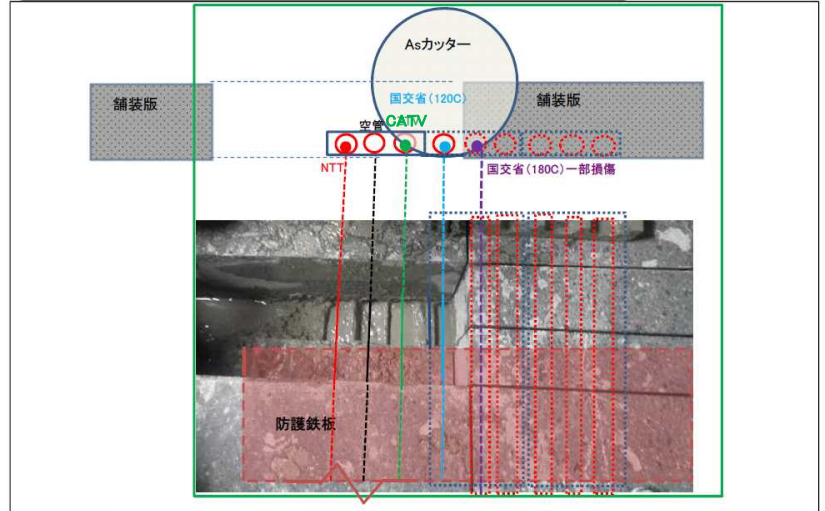 Asカッター
舗装版
国交省(120C)
舗装版
空管
CATV
NTT
国交省(180C)一部損傷
防護鉄板